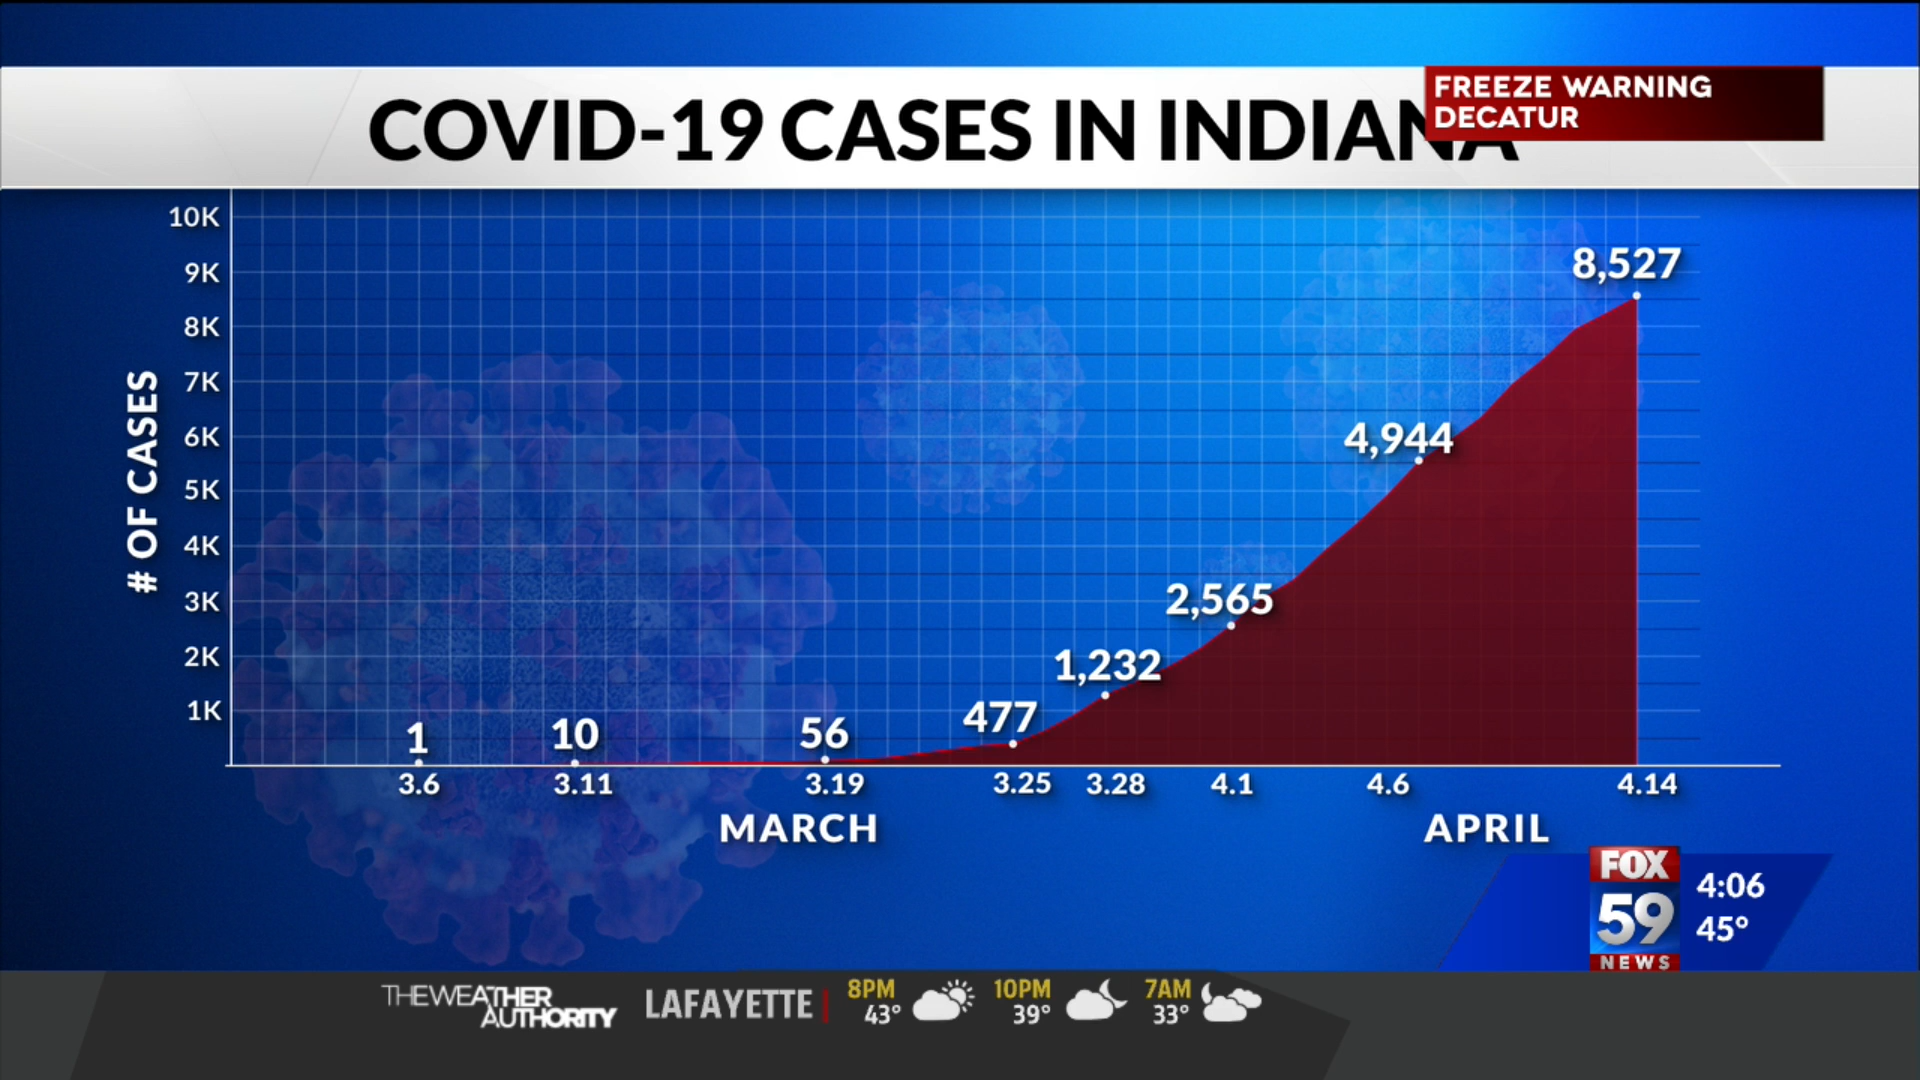 FREEZE WARNING
DECATUR
COVID-19 CASES IN INDIANA
# OF CASES
10K
9K
8K
7K
6K
5K
4K
3K
2K
1K
1
10
56
477
1,232
2,565
4,944
8,527
3.6
3.11
3.19
3.25
3.28
4.1
4.6
4.14
MARCH
APRIL
FOX
59
NEWS
4:06
45°
THEWEATHER
AUTHORITY
LAFAYETTE
8PM
43°
10PM
39°
7AM
33°